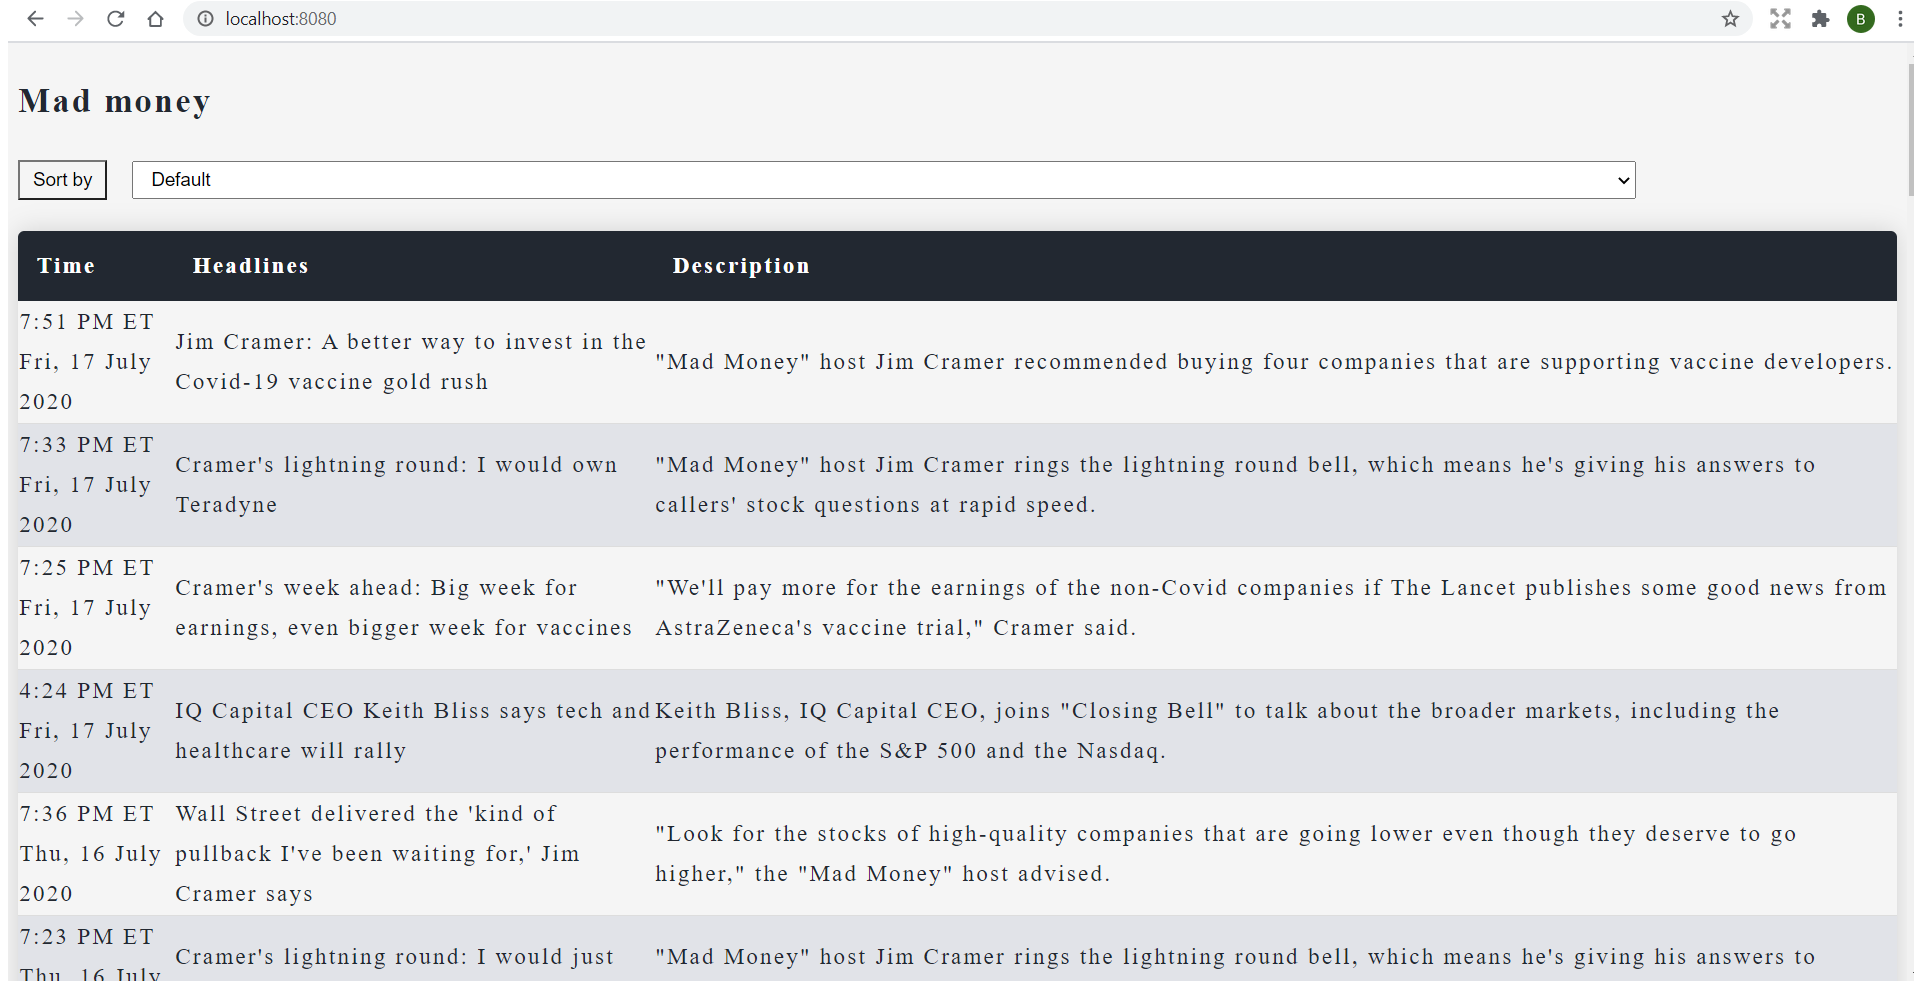 localhost:8080
B
Mad money
Sort by
Default
Time Headlines Description
7:51 PM ET
Fri, 17 July
2020
Jim Cramer: A better way to invest in the
Covid-19 vaccine gold rush
"Mad Money" host Jim Cramer recommended buying four companies that are supporting vaccine developers.
7:33 PM ET
Fri, 17 July
2020
Cramer's lightning round: I would own
Teradyne
"Mad Money" host Jim Cramer rings the lightning round bell, which means he's giving his answers to
callers' stock questions at rapid speed.
7:25 PM ET
Fri, 17 July
2020
Cramer's week ahead: Big week for
earnings, even bigger week for vaccines
"We'll pay more for the earnings of the non-Covid companies if The Lancet publishes some good news from
AstraZeneca's vaccine trial," Cramer said.
4:24 PM ET
Fri, 17 July
2020
IQ Capital CEO Keith Bliss says tech and
healthcare will rally
Keith Bliss, IQ Capital CEO, joins "Closing Bell" to talk about the broader markets, including the
performance of the S&P 500 and the Nasdaq.
7:36 PM ET
Thu, 16 July
2020
Wall Street delivered the 'kind of
pullback I've been waiting for,' Jim
Cramer says
"Look for the stocks of high-quality companies that are going lower even though they deserve to go
higher," the "Mad Money" host advised.
7:23 PM ET
Thu, 16 July
Cramer's lightning round: I would just
"Mad Money" host Jim Cramer rings the lightning round bell, which means he's giving his answers to